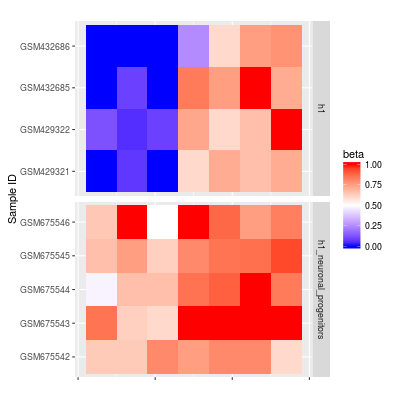 GSM432686
GSM432685
GSM429322
GSM429321
h1
GSM675546
GSM675545
GSM675544
GSM675543
GSM675542
h1_neuronal_progenitors
Sample ID
beta
1.00
0.75
0.50
0.25
0.00